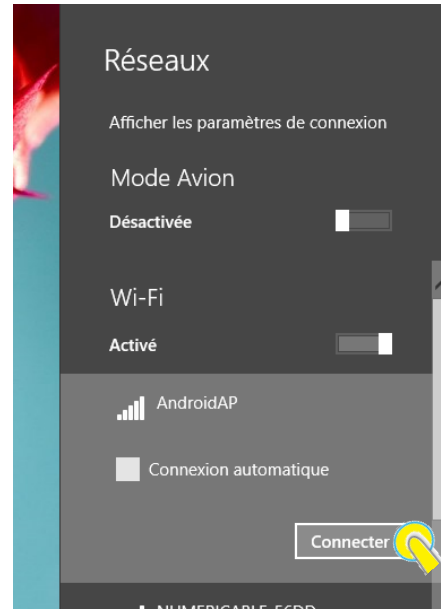 Réseaux
Afficher les paramètres de connexion
Mode Avion
Désactivée
Wi-Fi
Activé
AndroidAP
Connexion automatique
Connecter